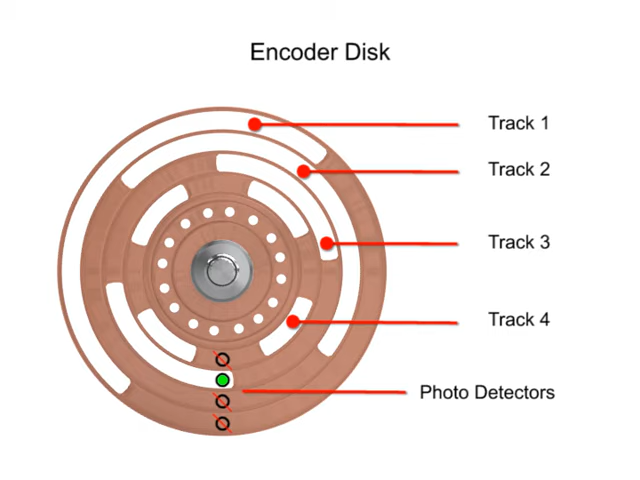 Encoder Disk
Track 1
Track 2
Track 3
Track 4
Photo Detectors